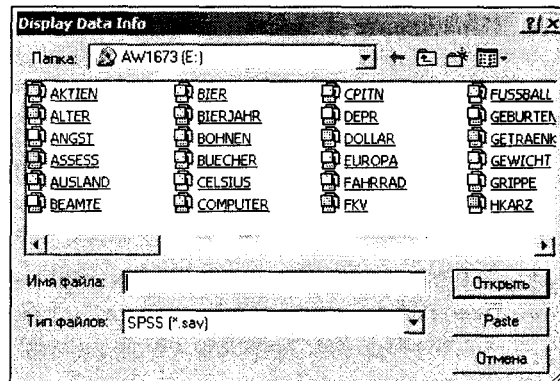 Display Data Info
Папка: AW1673 (E:)
AKTIEN BIER CPITN FUSSBALL
ALTER BIERJAHR DEPR GEBURTEN
ANGST BOHNEN DOLLAR GETRAENK
ASSESS BUECHER EUROPA GEWICHT
AUSLAND CELSIUS FAHRRAD GRIPPE
BEAMTE COMPUTER FKV HKARZ
Имя файла: Открыть
Тип файлов: SPSS (*.sav) Paste
Отмена